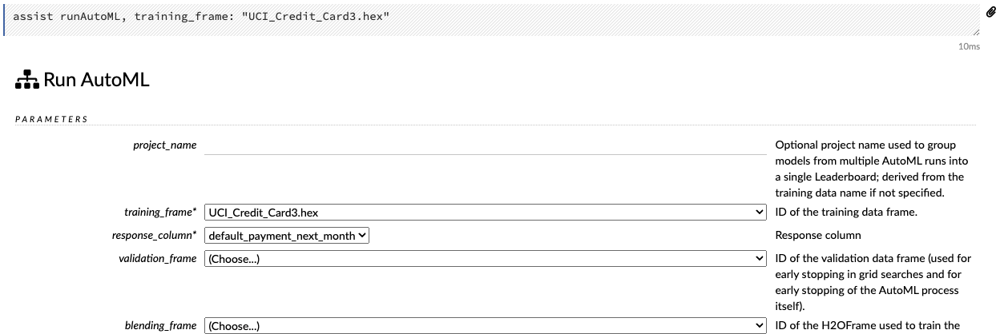 assist runAutoML, training_frame: "UCI_Credit_Card3.hex"
10ms
Run AutoML
PARAMETERS
project_name
Optional project name used to group
models from multiple AutoML runs into
a single Leaderboard; derived from the
training data name if not specified.
training_frame* UCI_Credit_Card3.hex ID of the training data frame.
response_column* default_payment_next_month Response column
validation_frame (Choose...) ID of the validation data frame (used for
early stopping in grid searches and for
early stopping of the AutoML process
itself).
blending_frame (Choose...) ID of the H2OFrame used to train the